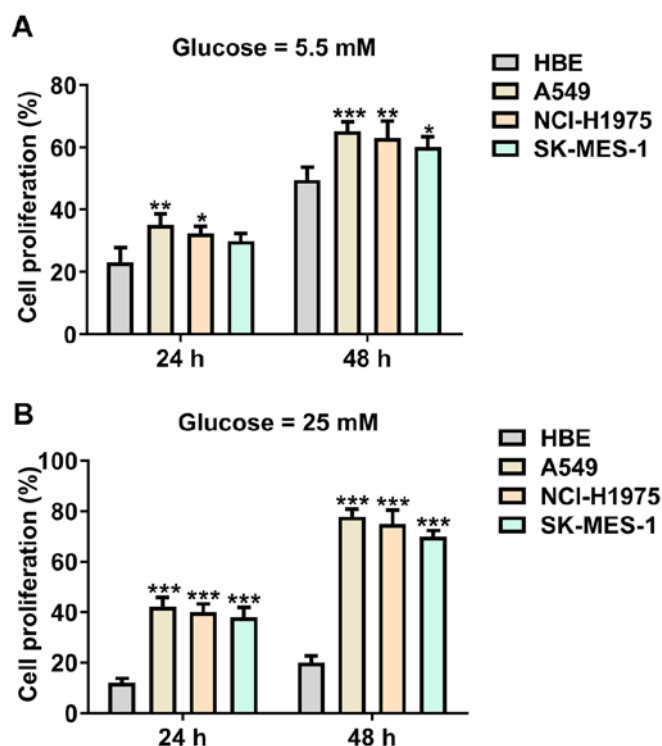 A
Glucose = 5.5 mM
HBE
A549
NCI-H1975
SK-MES-1
Cell proliferation (%)
80
60
40
20
0
** *
*** ** *
24 h 48 h
B
Glucose = 25 mM
HBE
A549
NCI-H1975
SK-MES-1
Cell proliferation (%)
100
80
60
40
20
0
*** *** ***
*** *** ***
24 h 48 h